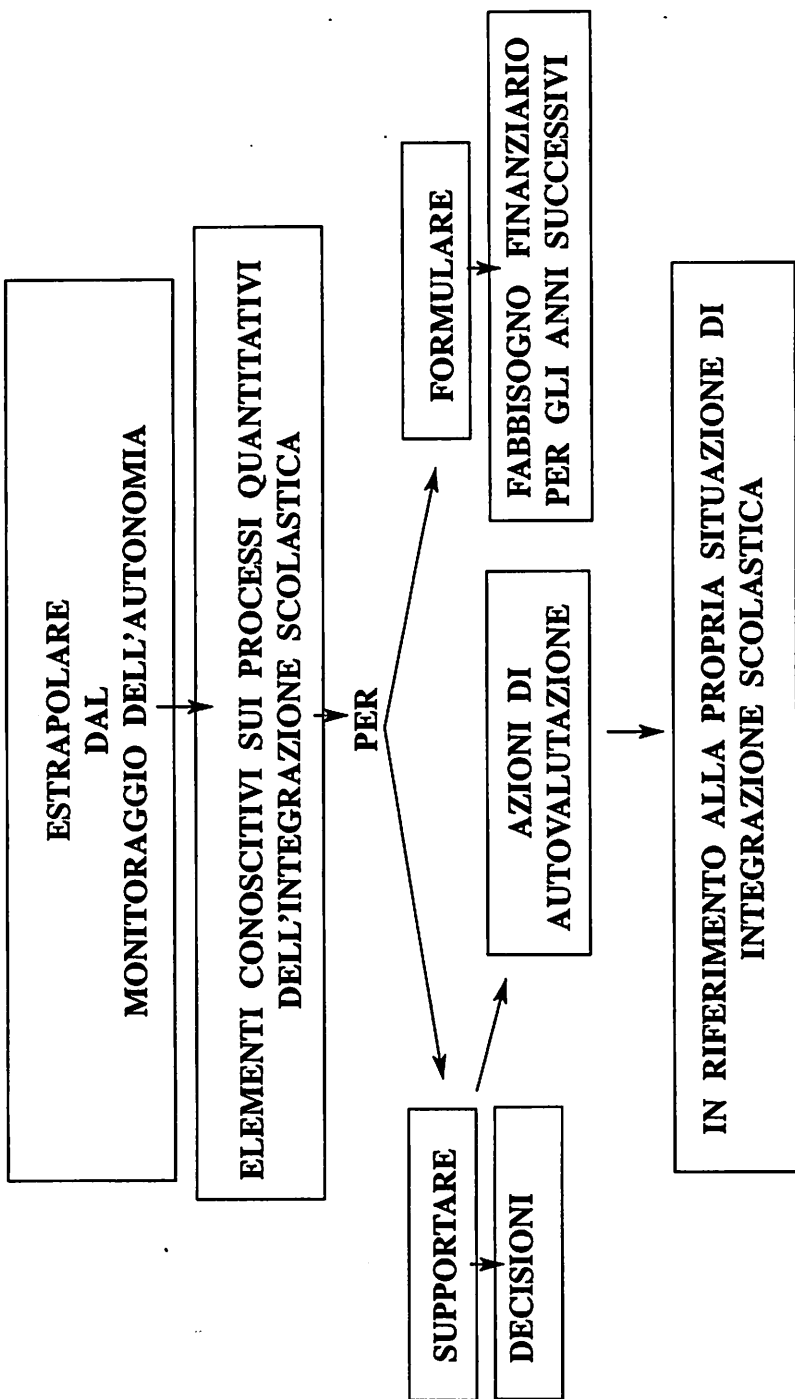 ESTRAPOLARE
DAL
MONITORAGGIO DELL'AUTONOMIA
ELEMENTI CONOSCITIVI SUI PROCESSI QUANTITATIVI
DELL'INTEGRAZIONE SCOLASTICA
PER
SUPPORTARE
DECISIONI
AZIONI DI
AUTOVALUTAZIONE
FORMULARE
FABBISOGNO FINANZIARIO
PER GLI ANNI SUCCESSIVI
IN RIFERIMENTO ALLA PROPRIA SITUAZIONE DI
INTEGRAZIONE SCOLASTICA